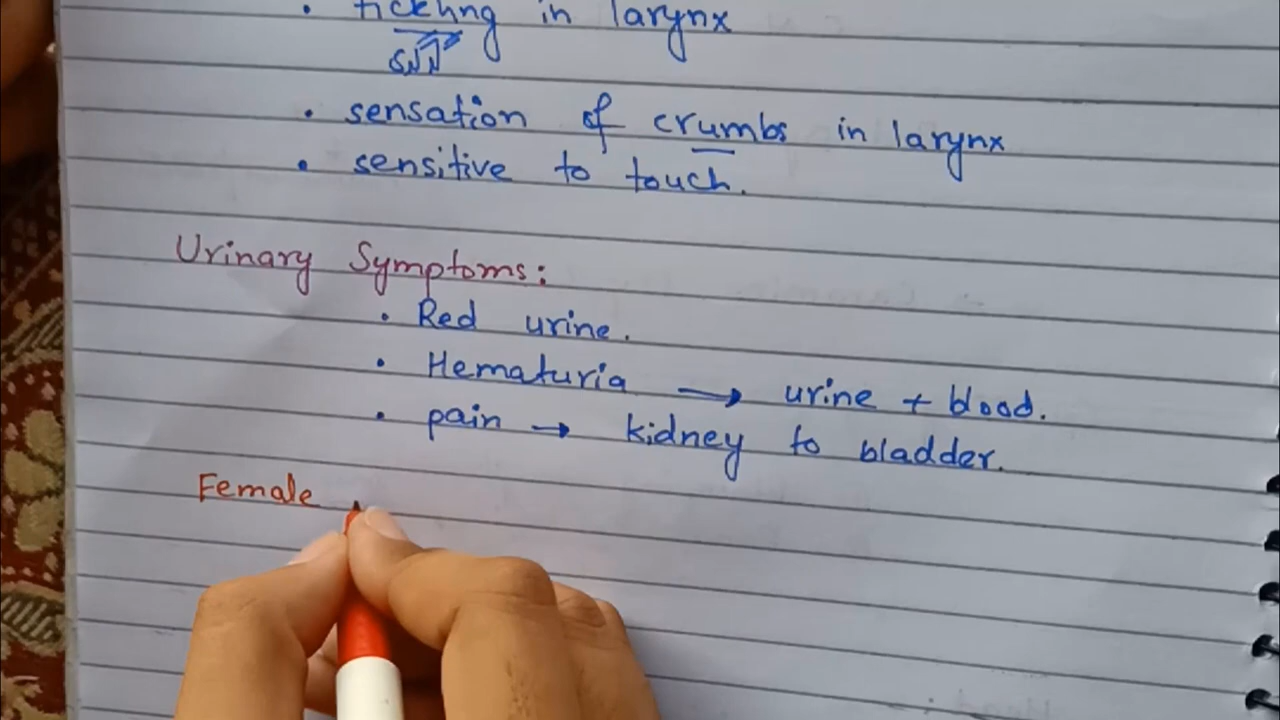 • tickling in larynx
• sensation of crumbs in larynx
• sensitive to touch.
Urinary Symptoms:
• Red urine.
• Hematuria → urine + blood.
• pain → kidney to bladder.
Female